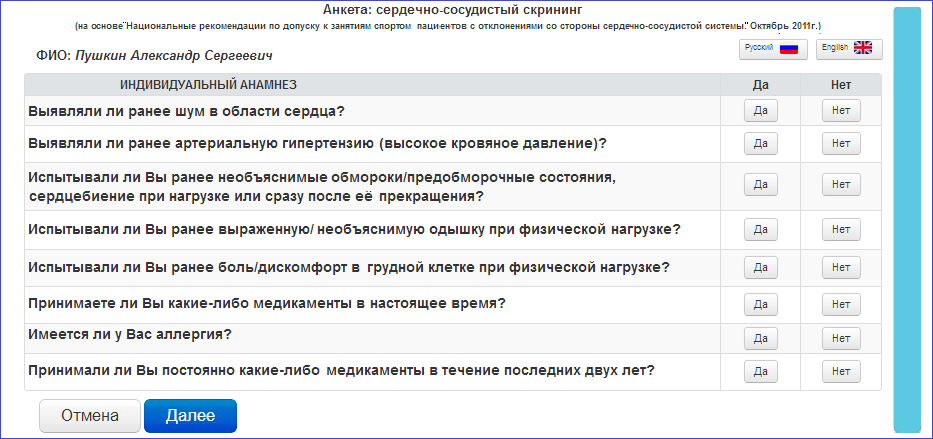 Анкета: сердечно-сосудистый скрининг
(на основе"Национальные рекомендации по допуску к занятиям спортом пациентов с отклонениями со стороны сердечно-сосудистой системы" Октябрь 2011г.)
ФИО: Пушкин Александр Сергеевич
Русский English
ИНДИВИДУАЛЬНЫЙ АНАМНЕЗ Да Нет
Выявляли ли ранее шум в области сердца? Да Нет
Выявляли ли ранее артериальную гипертензию (высокое кровяное давление)? Да Нет
Испытывали ли Вы ранее необъяснимые обмороки/предобморочные состояния,
сердцебиение при нагрузке или сразу после её прекращения? Да Нет
Испытывали ли Вы ранее выраженную/ необъяснимую одышку при физической нагрузке? Да Нет
Испытывали ли Вы ранее боль/дискомфорт в грудной клетке при физической нагрузке? Да Нет
Принимаете ли Вы какие-либо медикаменты в настоящее время? Да Нет
Имеется ли у Вас аллергия? Да Нет
Принимали ли Вы постоянно какие-либо медикаменты в течение последних двух лет? Да Нет
Отмена Далее